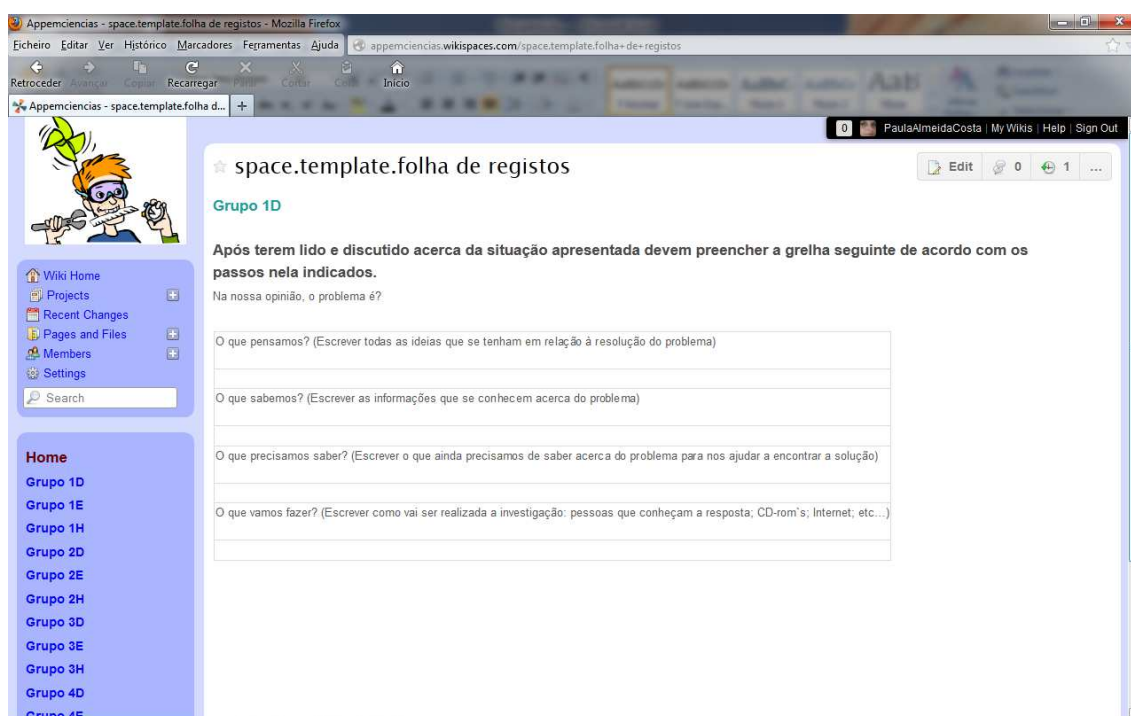 Appemciencias - space.template.folha de registos - Mozilla Firefox
Ficheiro Editar Ver Histórico Marcadores Ferramentas Ajuda
appemciencias.wikispaces.com/space.template.folha+de+registos
Retroceder Avançar Copiar Recarregar Parar Cortar Início
Appemciencias - space.template.folha d...
0 PaulaAlmeidaCosta | My Wikis | Help | Sign Out
space.template.folha de registos
Edit 0 1 ...
Grupo 1D
Após terem lido e discutido acerca da situação apresentada devem preencher a grelha seguinte de acordo com os
passos nela indicados.
Na nossa opinião, o problema é?
O que pensamos? (Escrever todas as ideias que se tenham em relação à resolução do problema)
O que sabemos? (Escrever as informações que se conhecem acerca do problema)
O que precisamos saber? (Escrever o que ainda precisamos de saber acerca do problema para nos ajudar a encontrar a solução)
O que vamos fazer? (Escrever como vai ser realizada a investigação: pessoas que conheçam a resposta; CD-rom`s; Internet; etc...)
Wiki Home
Projects
Recent Changes
Pages and Files
Members
Settings
Search
Home
Grupo 1D
Grupo 1E
Grupo 1H
Grupo 2D
Grupo 2E
Grupo 2H
Grupo 3D
Grupo 3E
Grupo 3H
Grupo 4D
Grupo 4E